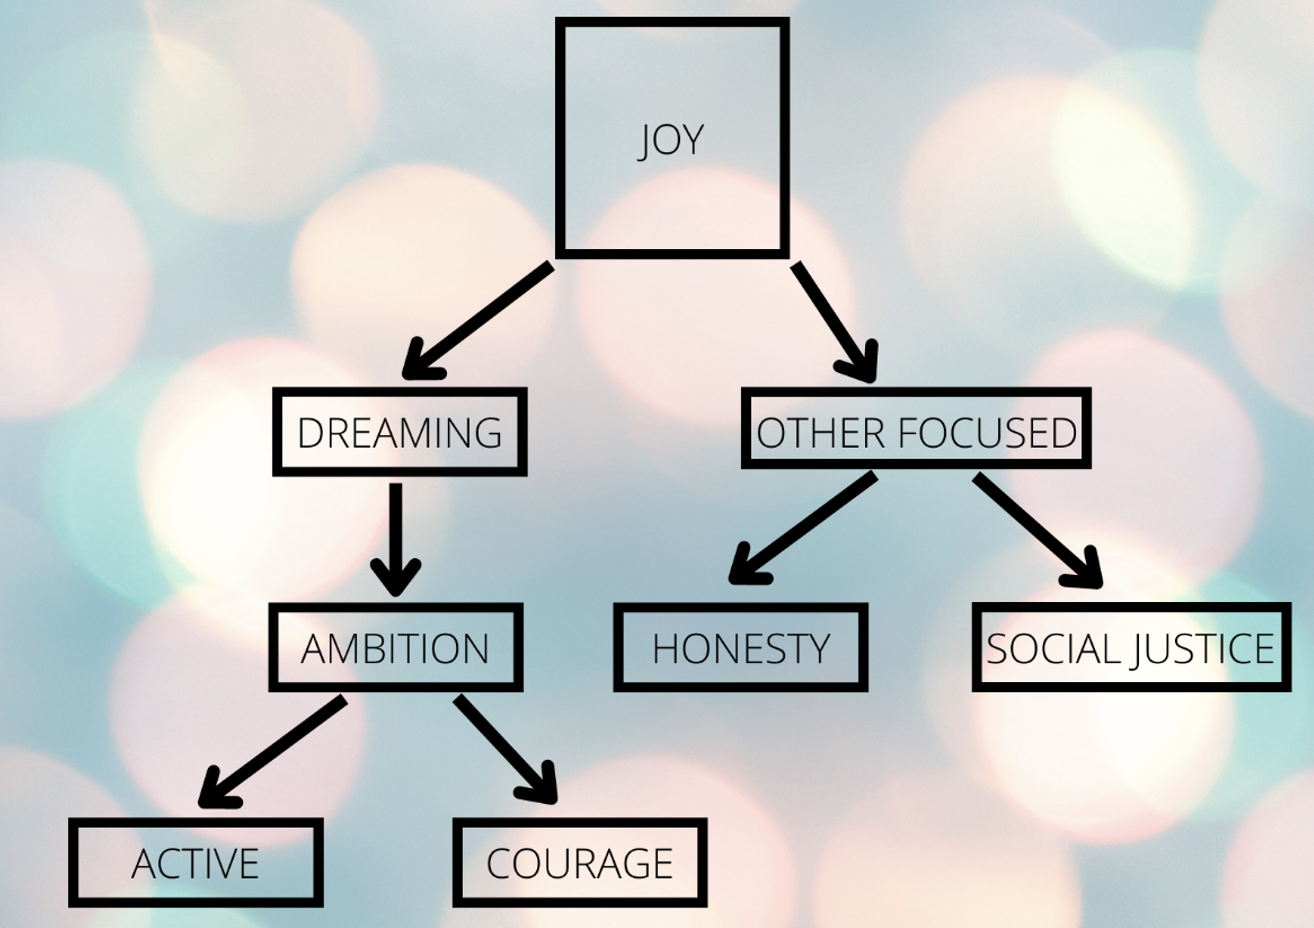 JOY
DREAMING
OTHER FOCUSED
AMBITION
HONESTY
SOCIAL JUSTICE
ACTIVE
COURAGE